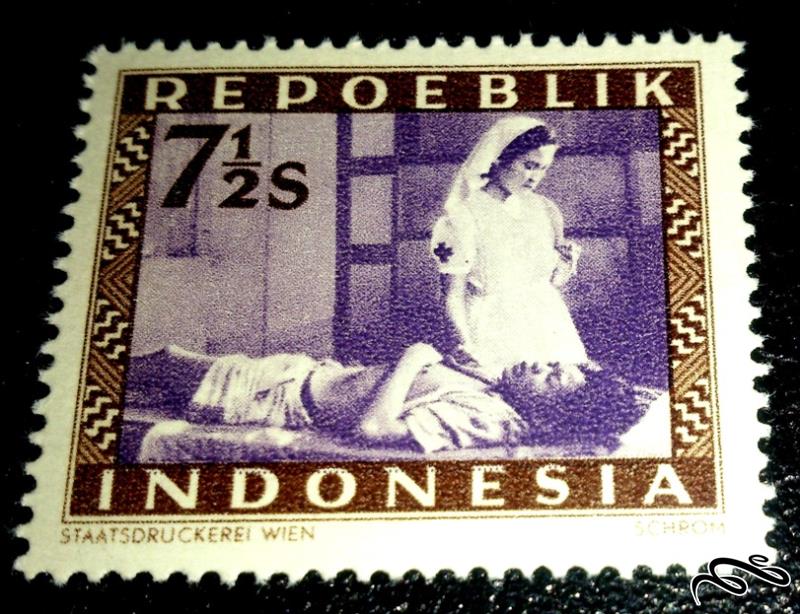 REPOEBLIK
7½S
INDONESIA
STAATSDRUCKEREI WIEN
SCHROM